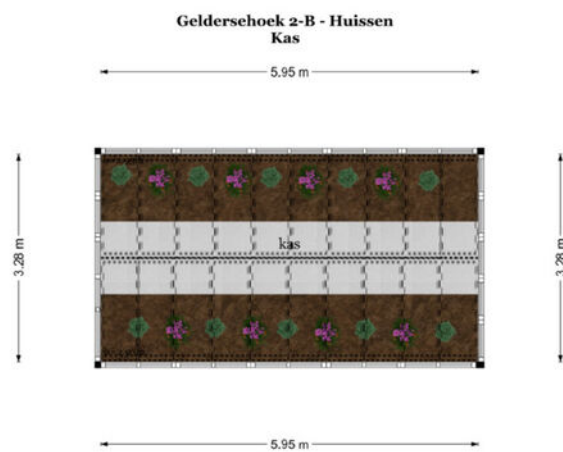 Geldersehoek 2-B - Huissen
Kas
5.95 m
3.28 m
kas
3.28 m
5.95 m